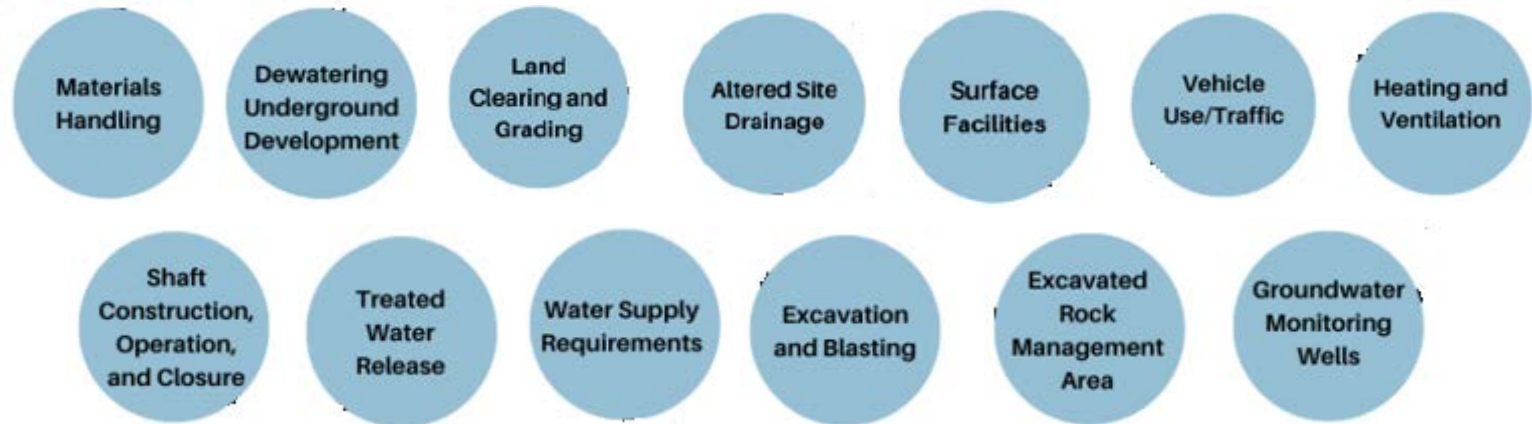 Materials
Handling
Dewatering
Underground
Development
Land
Clearing and
Grading
Altered Site
Drainage
Surface
Facilities
Vehicle
Use/Traffic
Heating and
Ventilation
Shaft
Construction,
Operation,
and Closure
Treated
Water
Release
Water Supply
Requirements
Excavation
and Blasting
Excavated
Rock
Management
Area
Groundwater
Monitoring
Wells